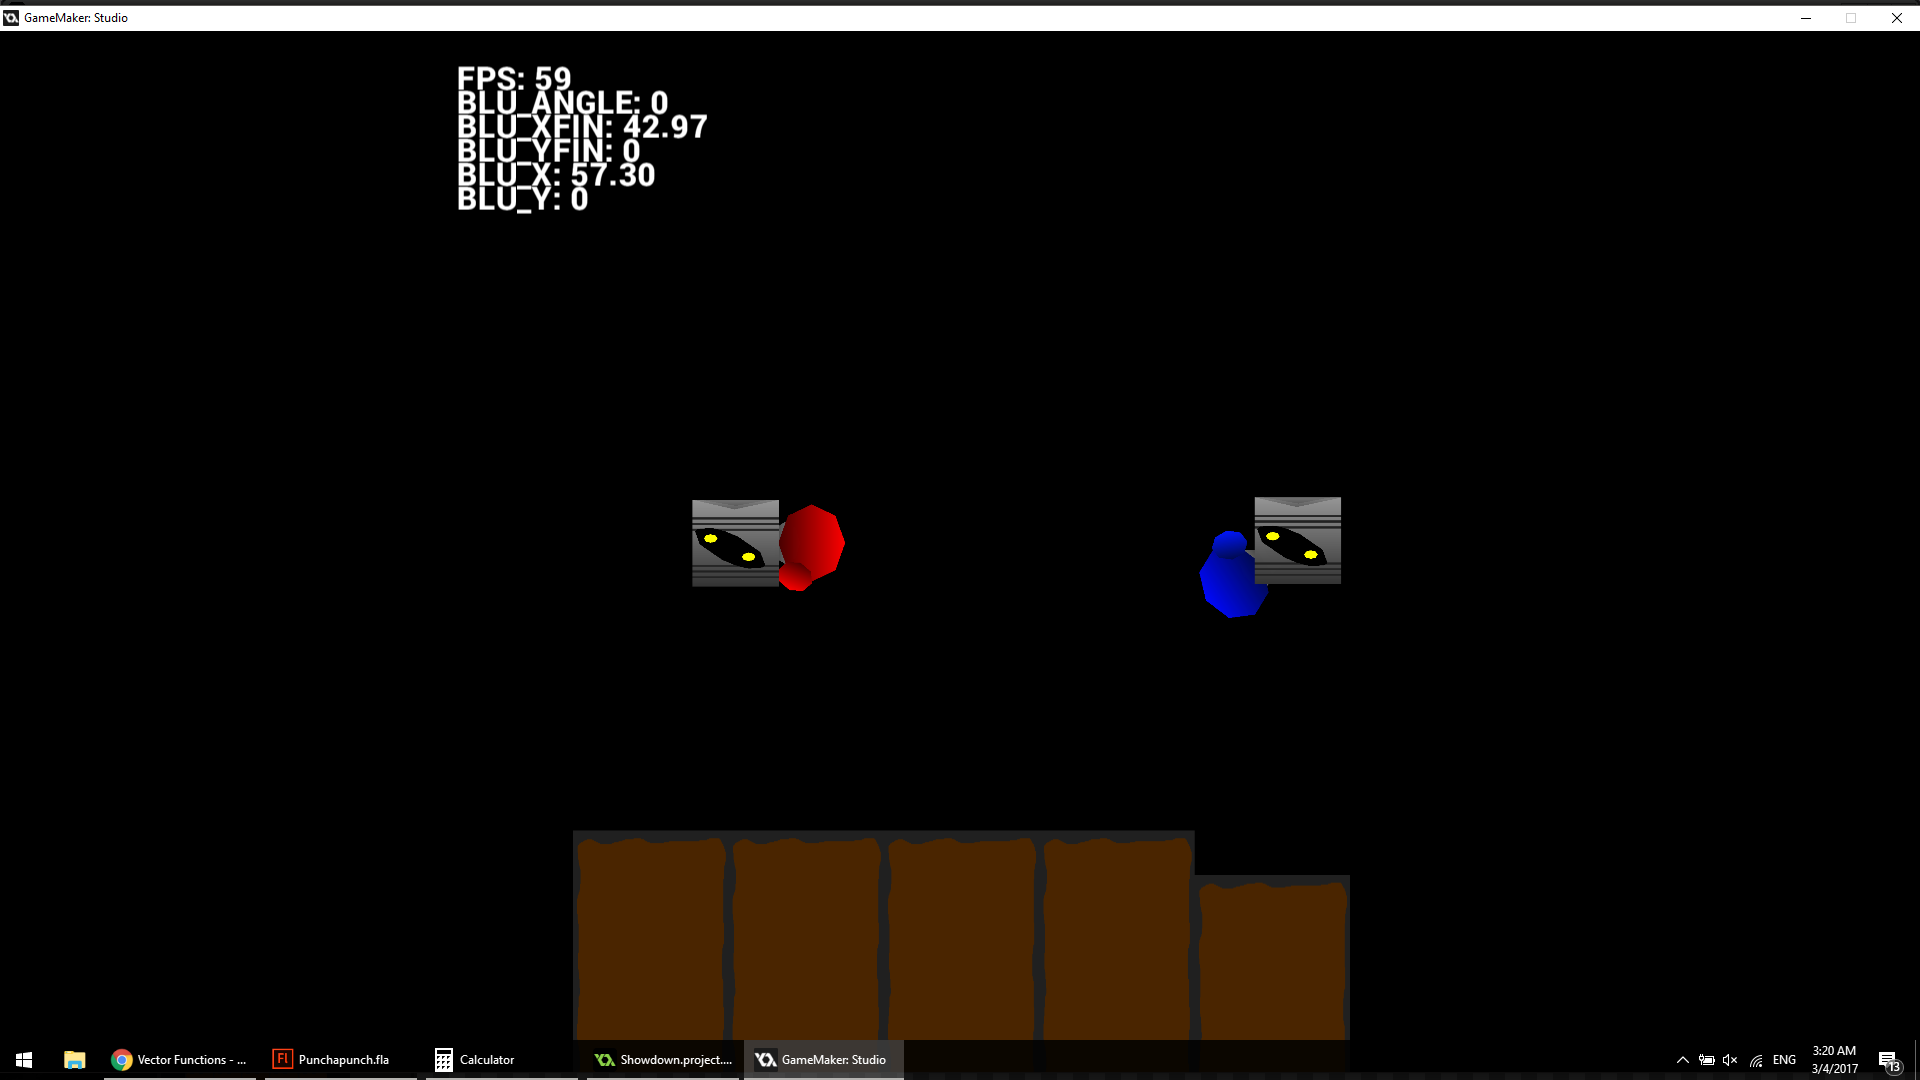 GameMaker: Studio
FPS: 59
BLU_ANGLE: 0
BLU_XFIN: 42.97
BLU_YFIN: 0
BLU_X: 57.30
BLU_Y: 0
Vector Functions - ...
Fl
Punchapunch.fla
Calculator
Showdown.project....
GameMaker: Studio
ENG
3:20 AM
3/4/2017
13